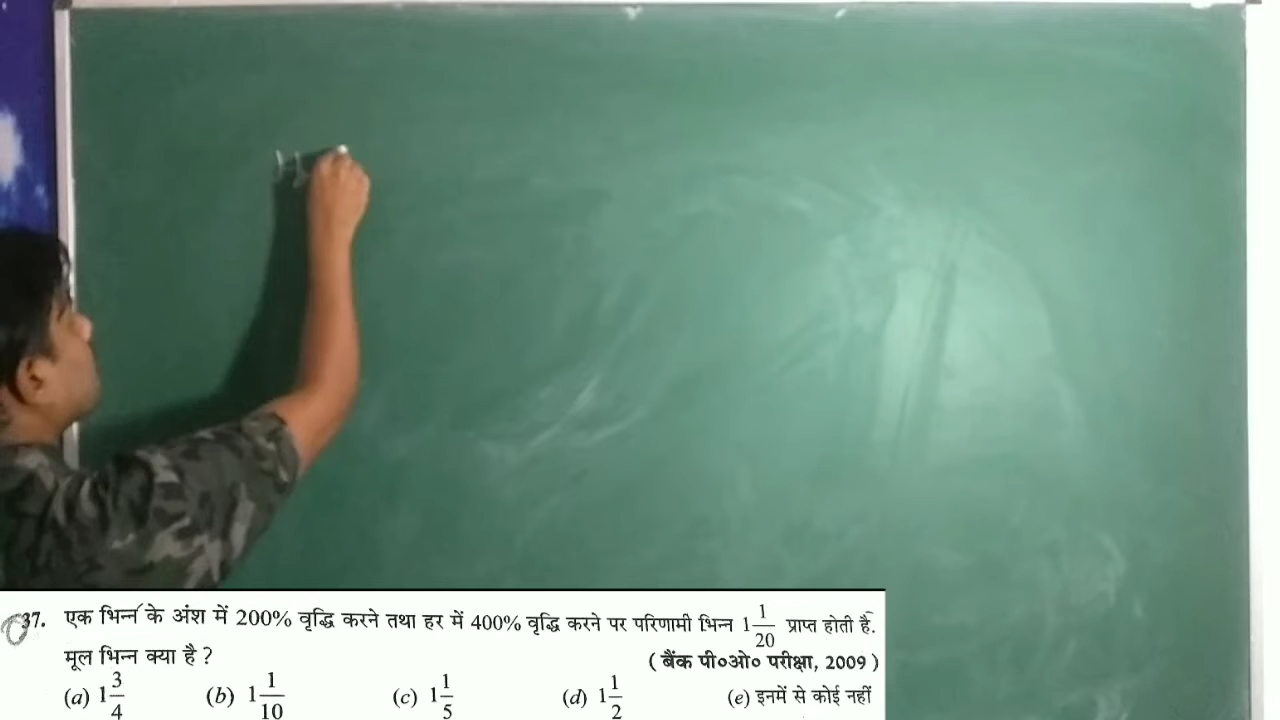 37. एक भिन्न के अंश में 200% वृद्धि करने तथा हर में 400% वृद्धि करने पर परिणामी भिन्न 1 1/20 प्राप्त होती है.
मूल भिन्न क्या है ? ( बैंक पी०ओ० परीक्षा, 2009 )
(a) 1 3/4 (b) 1 1/10 (c) 1 1/5 (d) 1 1/2 (e) इनमें से कोई नहीं